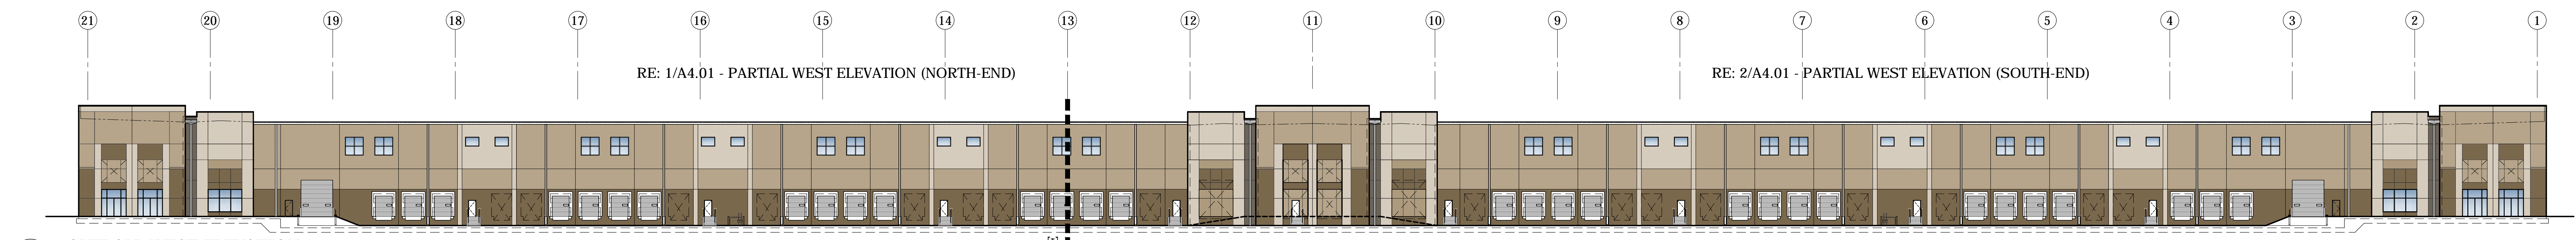 21 20 19 18 17 16 15 14 13 12 11 10 9 8 7 6 5 4 3 2 1
RE: 1/A4.01 - PARTIAL WEST ELEVATION (NORTH-END) RE: 2/A4.01 - PARTIAL WEST ELEVATION (SOUTH-END)